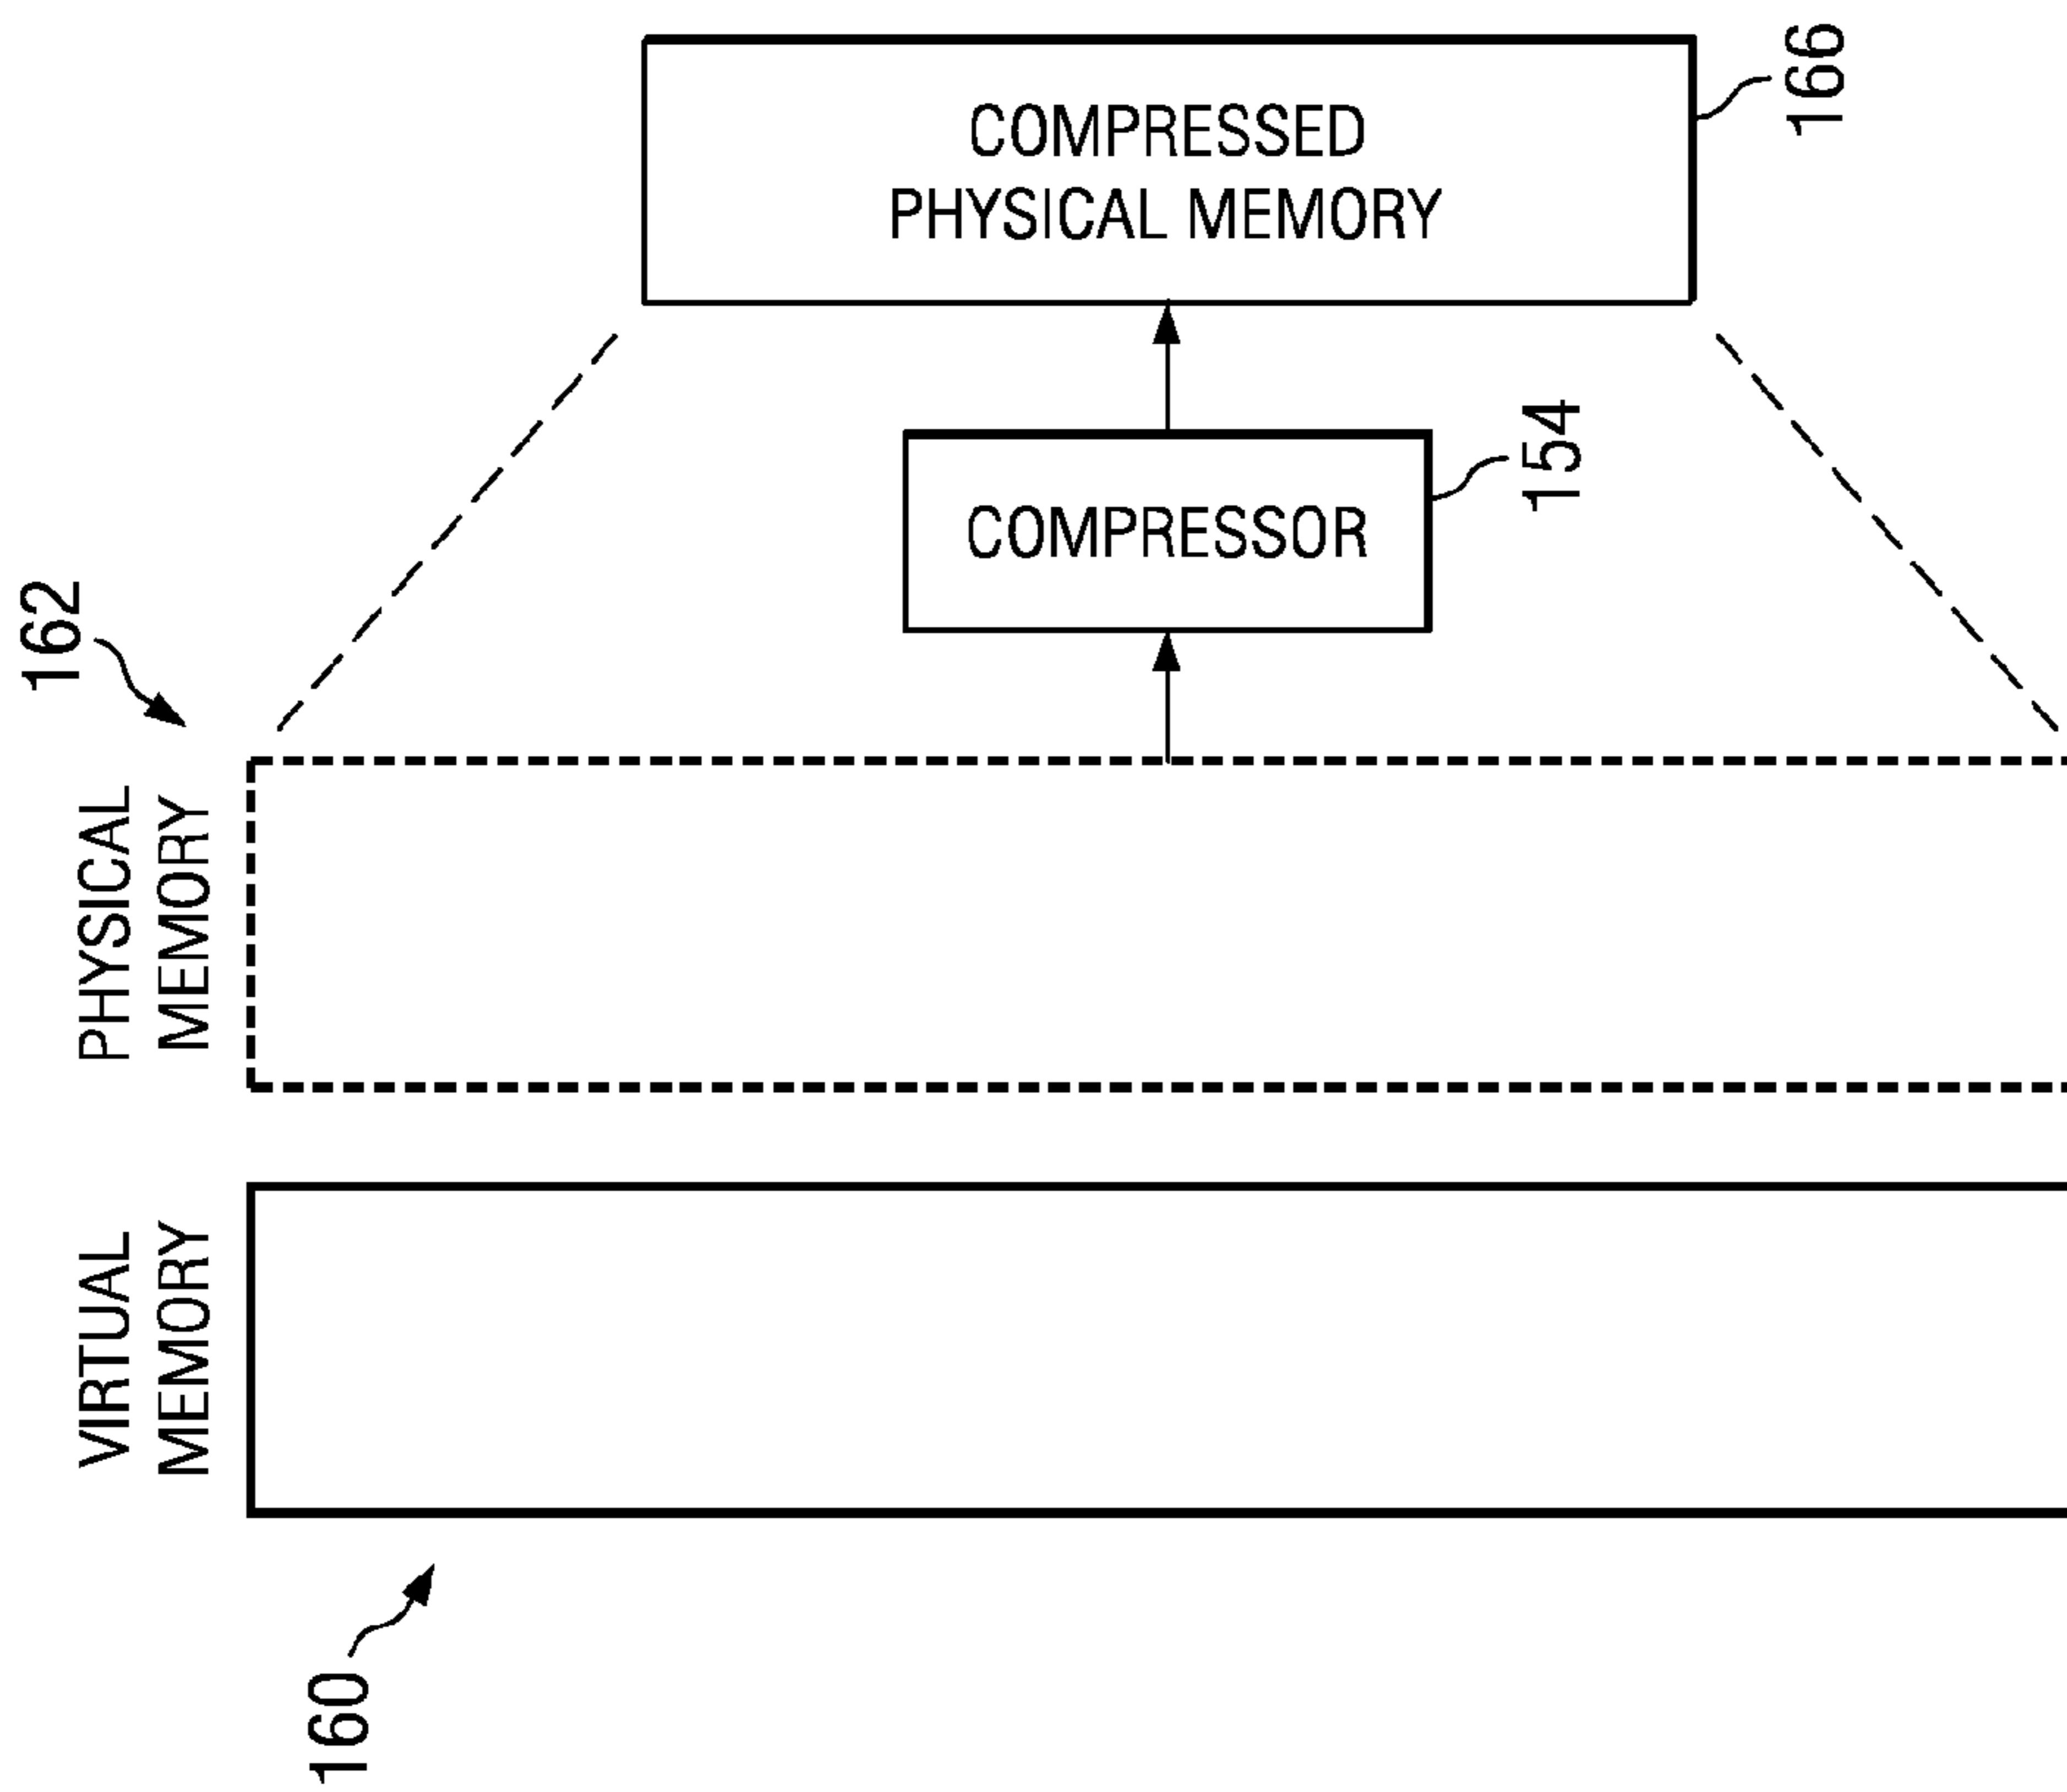 COMPRESSED
PHYSICAL MEMORY
166
COMPRESSOR
154
162
PHYSICAL
MEMORY
VIRTUAL
MEMORY
160